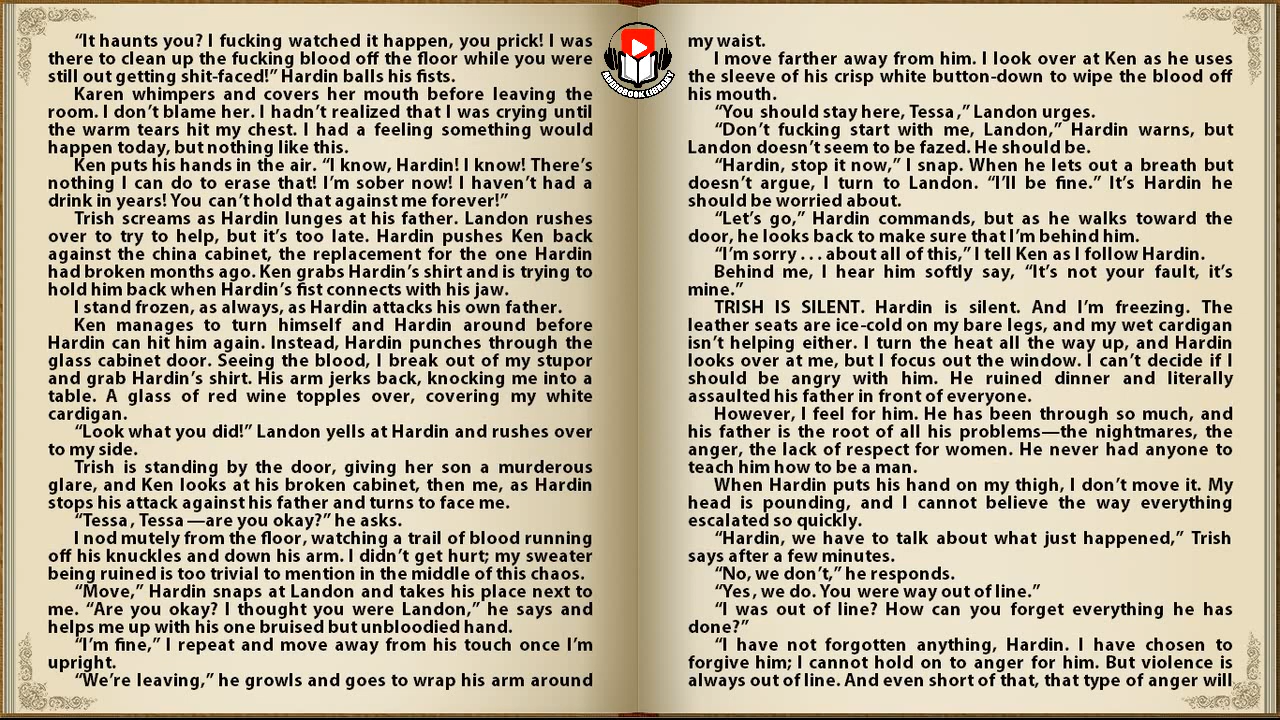 “It haunts you? I fucking watched it happen, you prick! I was
there to clean up the fucking blood off the floor while you were
still out getting shit-faced!” Hardin balls his fists.
Karen whimpers and covers her mouth before leaving the
room. I don’t blame her. I hadn’t realized that I was crying until
the warm tears hit my chest. I had a feeling something would
happen today, but nothing like this.
Ken puts his hands in the air. “I know, Hardin! I know! There’s
nothing I can do to erase that! I’m sober now! I haven’t had a
drink in years! You can’t hold that against me forever!”
Trish screams as Hardin lunges at his father. Landon rushes
over to try to help, but it’s too late. Hardin pushes Ken back
against the china cabinet, the replacement for the one Hardin
had broken months ago. Ken grabs Hardin’s shirt and is trying to
hold him back when Hardin’s fist connects with his jaw.
I stand frozen, as always, as Hardin attacks his own father.
Ken manages to turn himself and Hardin around before
Hardin can hit him again. Instead, Hardin punches through the
glass cabinet door. Seeing the blood, I break out of my stupor
and grab Hardin’s shirt. His arm jerks back, knocking me into a
table. A glass of red wine topples over, covering my white
cardigan.
“Look what you did!” Landon yells at Hardin and rushes over
to my side.
Trish is standing by the door, giving her son a murderous
glare, and Ken looks at his broken cabinet, then me, as Hardin
stops his attack against his father and turns to face me.
“Tessa, Tessa—are you okay?” he asks.
I nod mutely from the floor, watching a trail of blood running
off his knuckles and down his arm. I didn’t get hurt; my sweater
being ruined is too trivial to mention in the middle of this chaos.
“Move,” Hardin snaps at Landon and takes his place next to
me. “Are you okay? I thought you were Landon,” he says and
helps me up with his one bruised but unbloodied hand.
“I’m fine,” I repeat and move away from his touch once I’m
upright.
“We’re leaving,” he growls and goes to wrap his arm around
AUDIOBOOK LIBRARY
my waist.
I move farther away from him. I look over at Ken as he uses
the sleeve of his crisp white button-down to wipe the blood off
his mouth.
“You should stay here, Tessa,” Landon urges.
“Don’t fucking start with me, Landon,” Hardin warns, but
Landon doesn’t seem to be fazed. He should be.
“Hardin, stop it now,” I snap. When he lets out a breath but
doesn’t argue, I turn to Landon. “I’ll be fine.” It’s Hardin he
should be worried about.
“Let’s go,” Hardin commands, but as he walks toward the
door, he looks back to make sure that I’m behind him.
“I’m sorry . . . about all of this,” I tell Ken as I follow Hardin.
Behind me, I hear him softly say, “It’s not your fault, it’s
mine.”
TRISH IS SILENT. Hardin is silent. And I’m freezing. The
leather seats are ice-cold on my bare legs, and my wet cardigan
isn’t helping either. I turn the heat all the way up, and Hardin
looks over at me, but I focus out the window. I can’t decide if I
should be angry with him. He ruined dinner and literally
assaulted his father in front of everyone.
However, I feel for him. He has been through so much, and
his father is the root of all his problems—the nightmares, the
anger, the lack of respect for women. He never had anyone to
teach him how to be a man.
When Hardin puts his hand on my thigh, I don’t move it. My
head is pounding, and I cannot believe the way everything
escalated so quickly.
“Hardin, we have to talk about what just happened,” Trish
says after a few minutes.
“No, we don’t,” he responds.
“Yes, we do. You were way out of line.”
“I was out of line? How can you forget everything he has
done?”
“I have not forgotten anything, Hardin. I have chosen to
forgive him; I cannot hold on to anger for him. But violence is
always out of line. And even short of that, that type of anger will